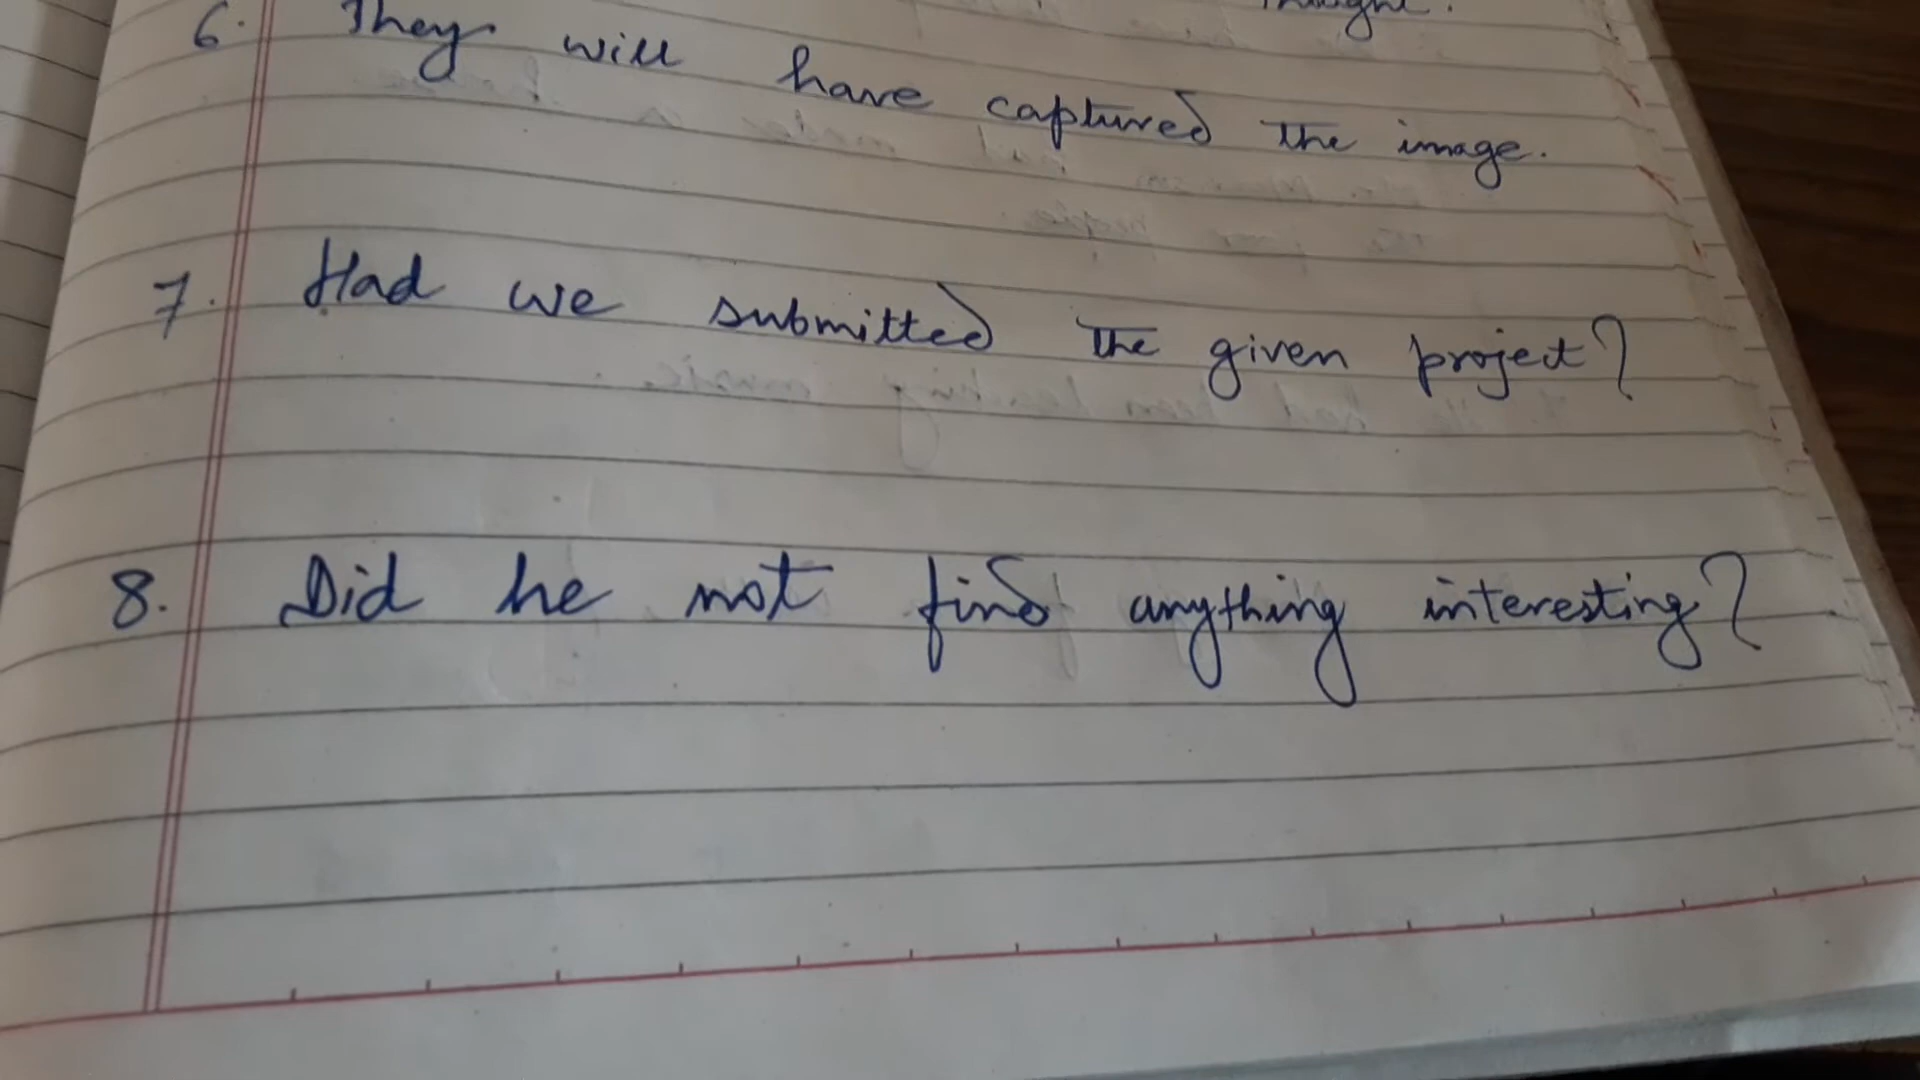 thought.
6. They will have captured the image.
7. Had we submitted the given project?
8. Did he not find anything interesting?